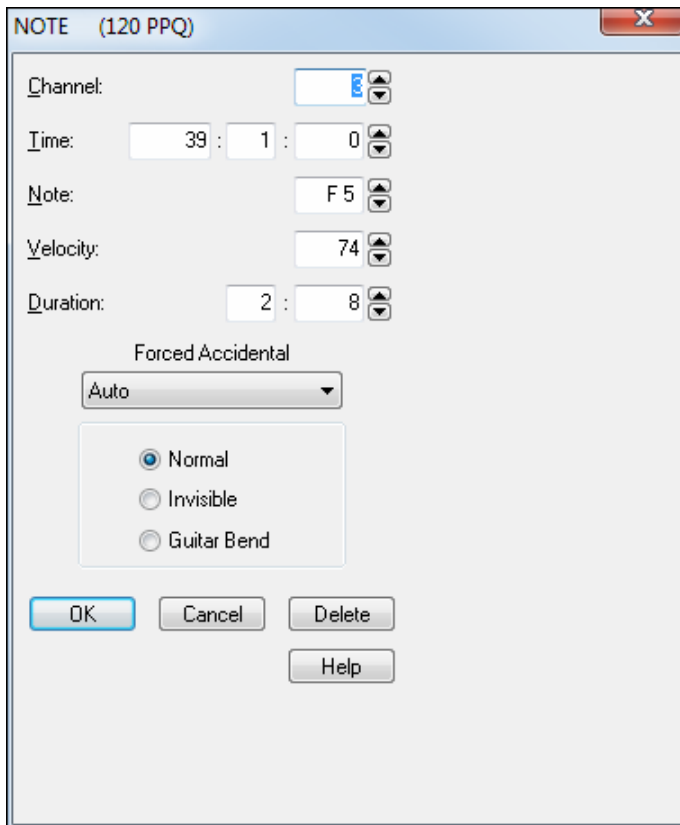 NOTE (120 PPQ)
Channel: 3
Time: 39 : 1 : 0
Note: F 5
Velocity: 74
Duration: 2 : 8
Forced Accidental
Auto
Normal
Invisible
Guitar Bend
OK Cancel Delete
Help